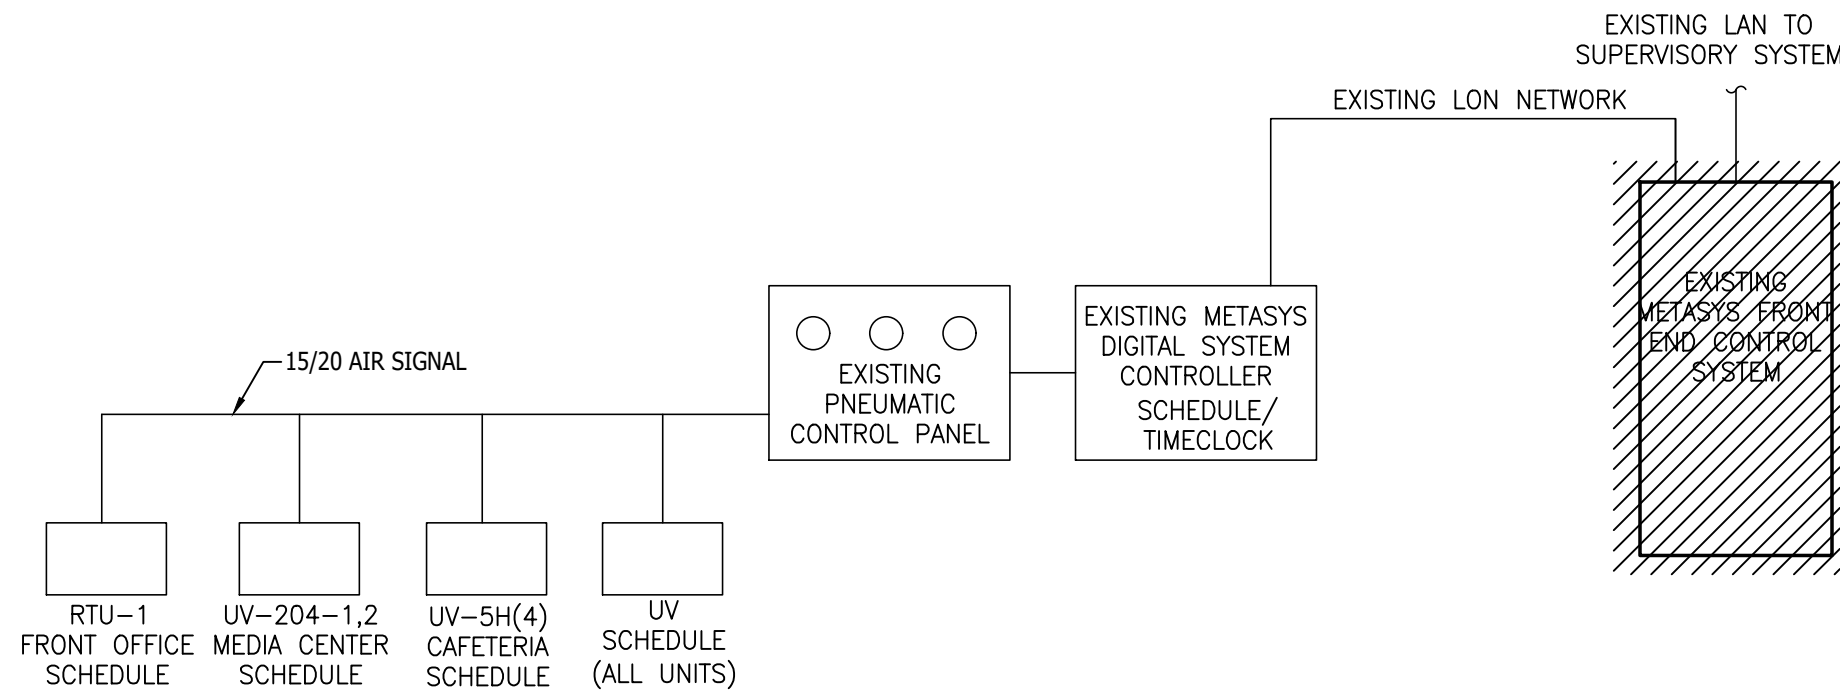 EXISTING LAN TO
SUPERVISORY SYSTEM
EXISTING LON NETWORK
EXISTING
METASYS FRONT
END CONTROL
SYSTEM
EXISTING METASYS
DIGITAL SYSTEM
CONTROLLER
SCHEDULE/
TIMECLOCK
EXISTING
PNEUMATIC
CONTROL PANEL
15/20 AIR SIGNAL
RTU-1
FRONT OFFICE
SCHEDULE
UV-204-1,2
MEDIA CENTER
SCHEDULE
UV-5H(4)
CAFETERIA
SCHEDULE
UV
SCHEDULE
(ALL UNITS)